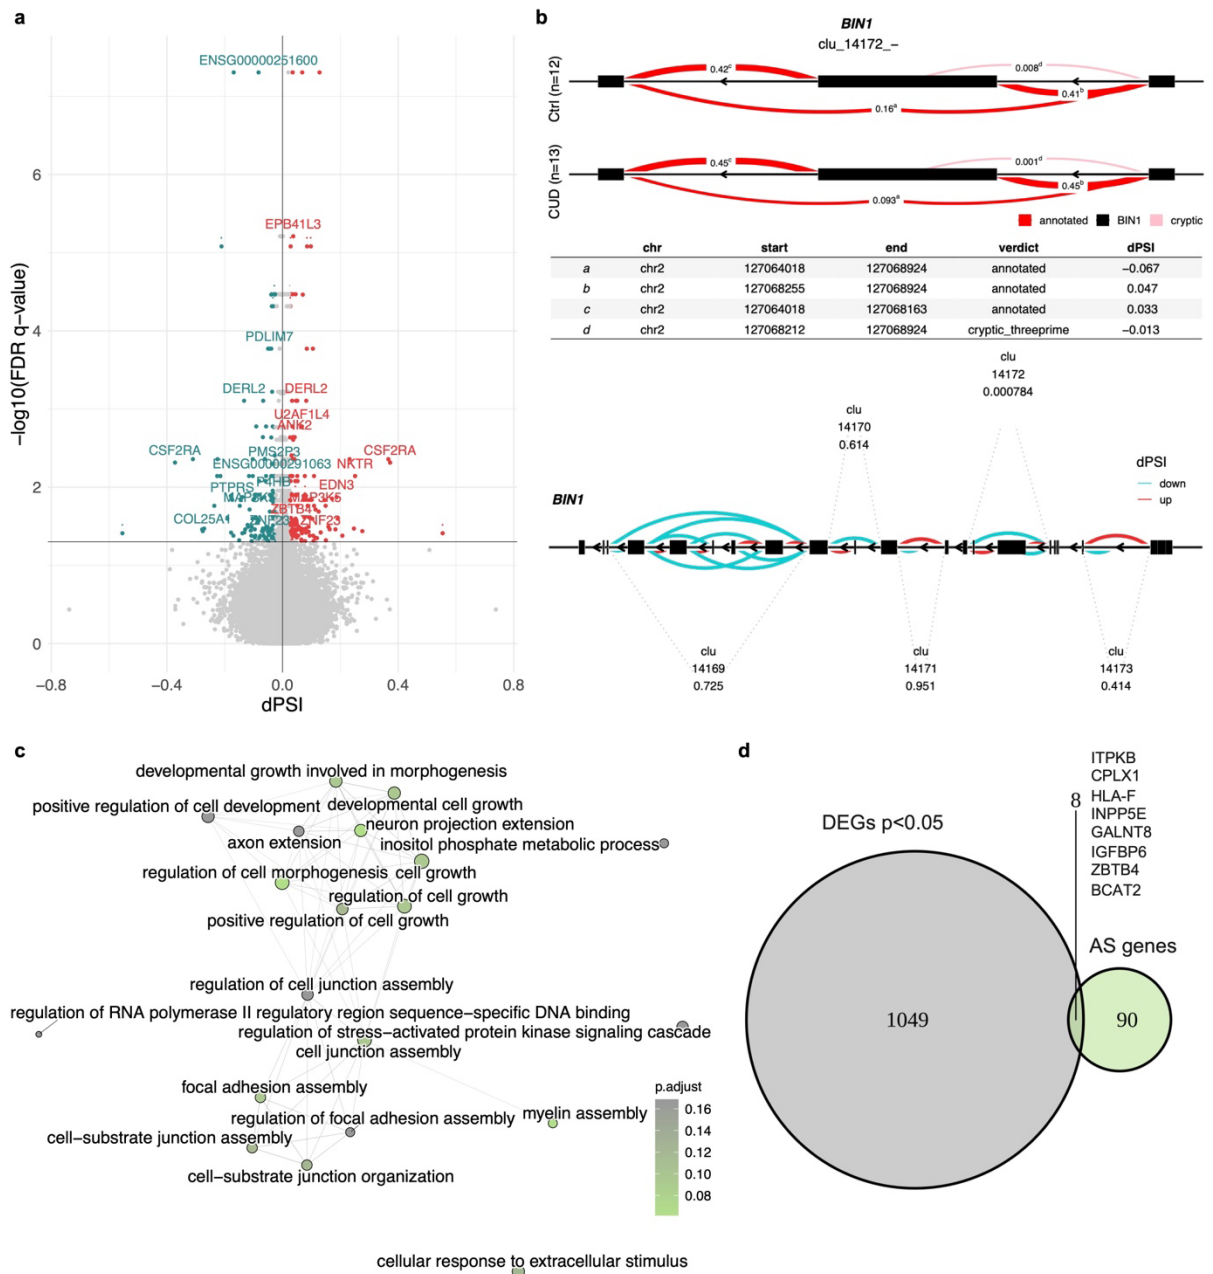 a
ENSG00000251600
EPB41L3
PDLIM7
DERL2 DERL2
U2AF1L4
ANK2
CSF2RA PMS2P3 CSF2RA
ENSG00000291063 NKTR
P4HB
PTPRS EDN3
MAP3K5 MAP3K5
ZBTB4
COL25A1 ZNF23 ZNF23
6
4
2
0
−0.8 −0.4 0.0 0.4 0.8
dPSI
−log10(FDR q−value)
b
BIN1
clu_14172_−
Ctrl (n=12)
0.42c
0.008d
0.41b
0.16a
CUD (n=13)
0.45c
0.001d
0.45b
0.093a
annotated BIN1 cryptic
chr start end verdict dPSI
a chr2 127064018 127068924 annotated −0.067
b chr2 127068255 127068924 annotated 0.047
c chr2 127064018 127068163 annotated 0.033
d chr2 127068212 127068924 cryptic_threeprime −0.013
clu
14172
0.000784
clu
14170
0.614
dPSI
down
up
BIN1
clu
14169
0.725
clu
14171
0.951
clu
14173
0.414
c
developmental growth involved in morphogenesis
positive regulation of cell development developmental cell growth
neuron projection extension
axon extension inositol phosphate metabolic process
regulation of cell morphogenesis cell growth
regulation of cell growth
positive regulation of cell growth
regulation of cell junction assembly
regulation of RNA polymerase II regulatory region sequence−specific DNA binding
regulation of stress−activated protein kinase signaling cascade
cell junction assembly
focal adhesion assembly
regulation of focal adhesion assembly myelin assembly
cell−substrate junction assembly
cell−substrate junction organization
cellular response to extracellular stimulus
p.adjust
0.16
0.14
0.12
0.10
0.08
d
DEGs p<0.05
8
ITPKB
CPLX1
HLA−F
INPP5E
GALNT8
IGFBP6
ZBTB4
BCAT2
AS genes
1049
90